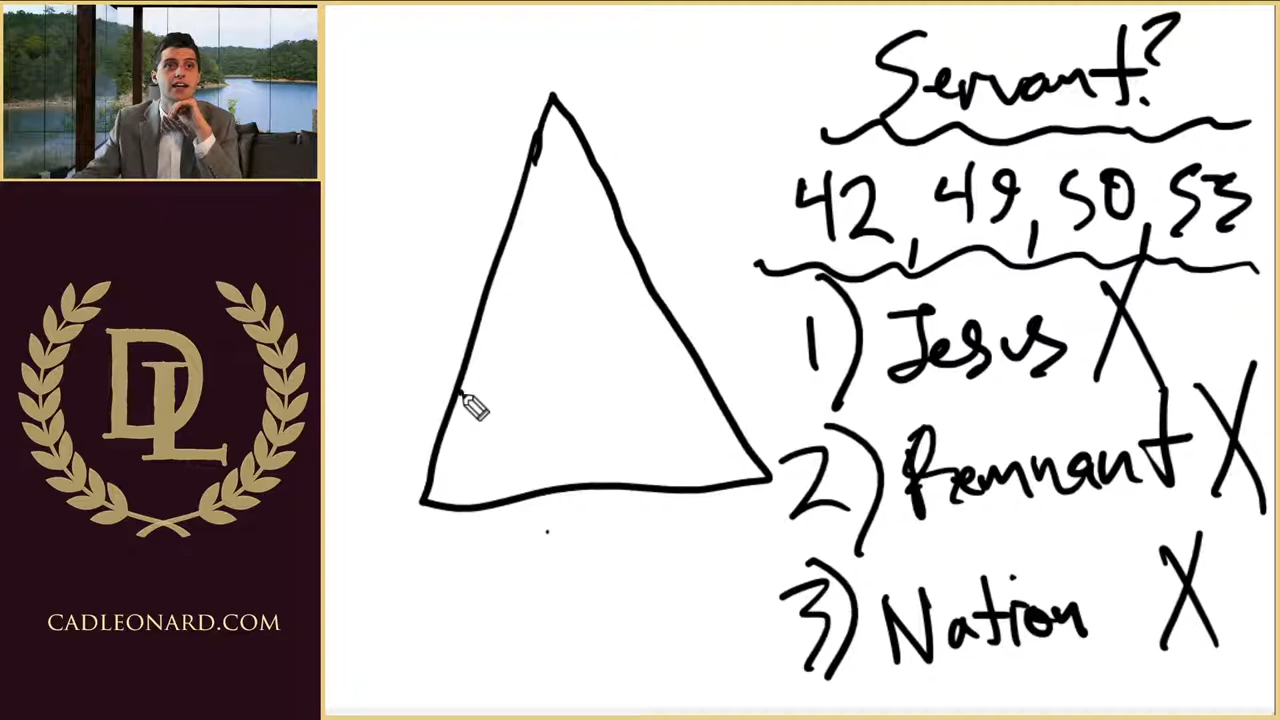 Servant?
42, 49, 50, 53
1) Jesus X
2) Remnant X
3) Nation X
DL
CADLEONARD.COM